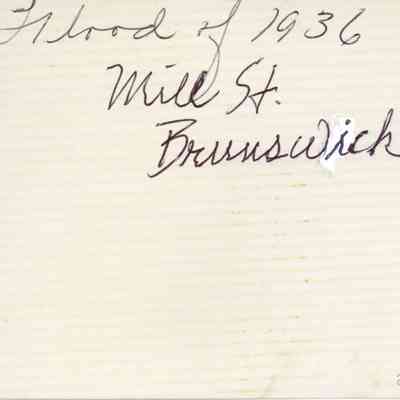 Flood of 1936
Mill St.
Brunswick